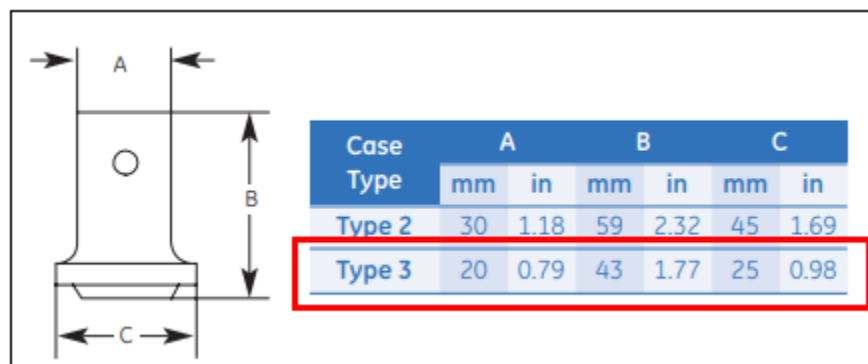 A
B
C
Case Type A B C
mm in mm in mm in
Type 2 30 1.18 59 2.32 45 1.69
Type 3 20 0.79 43 1.77 25 0.98